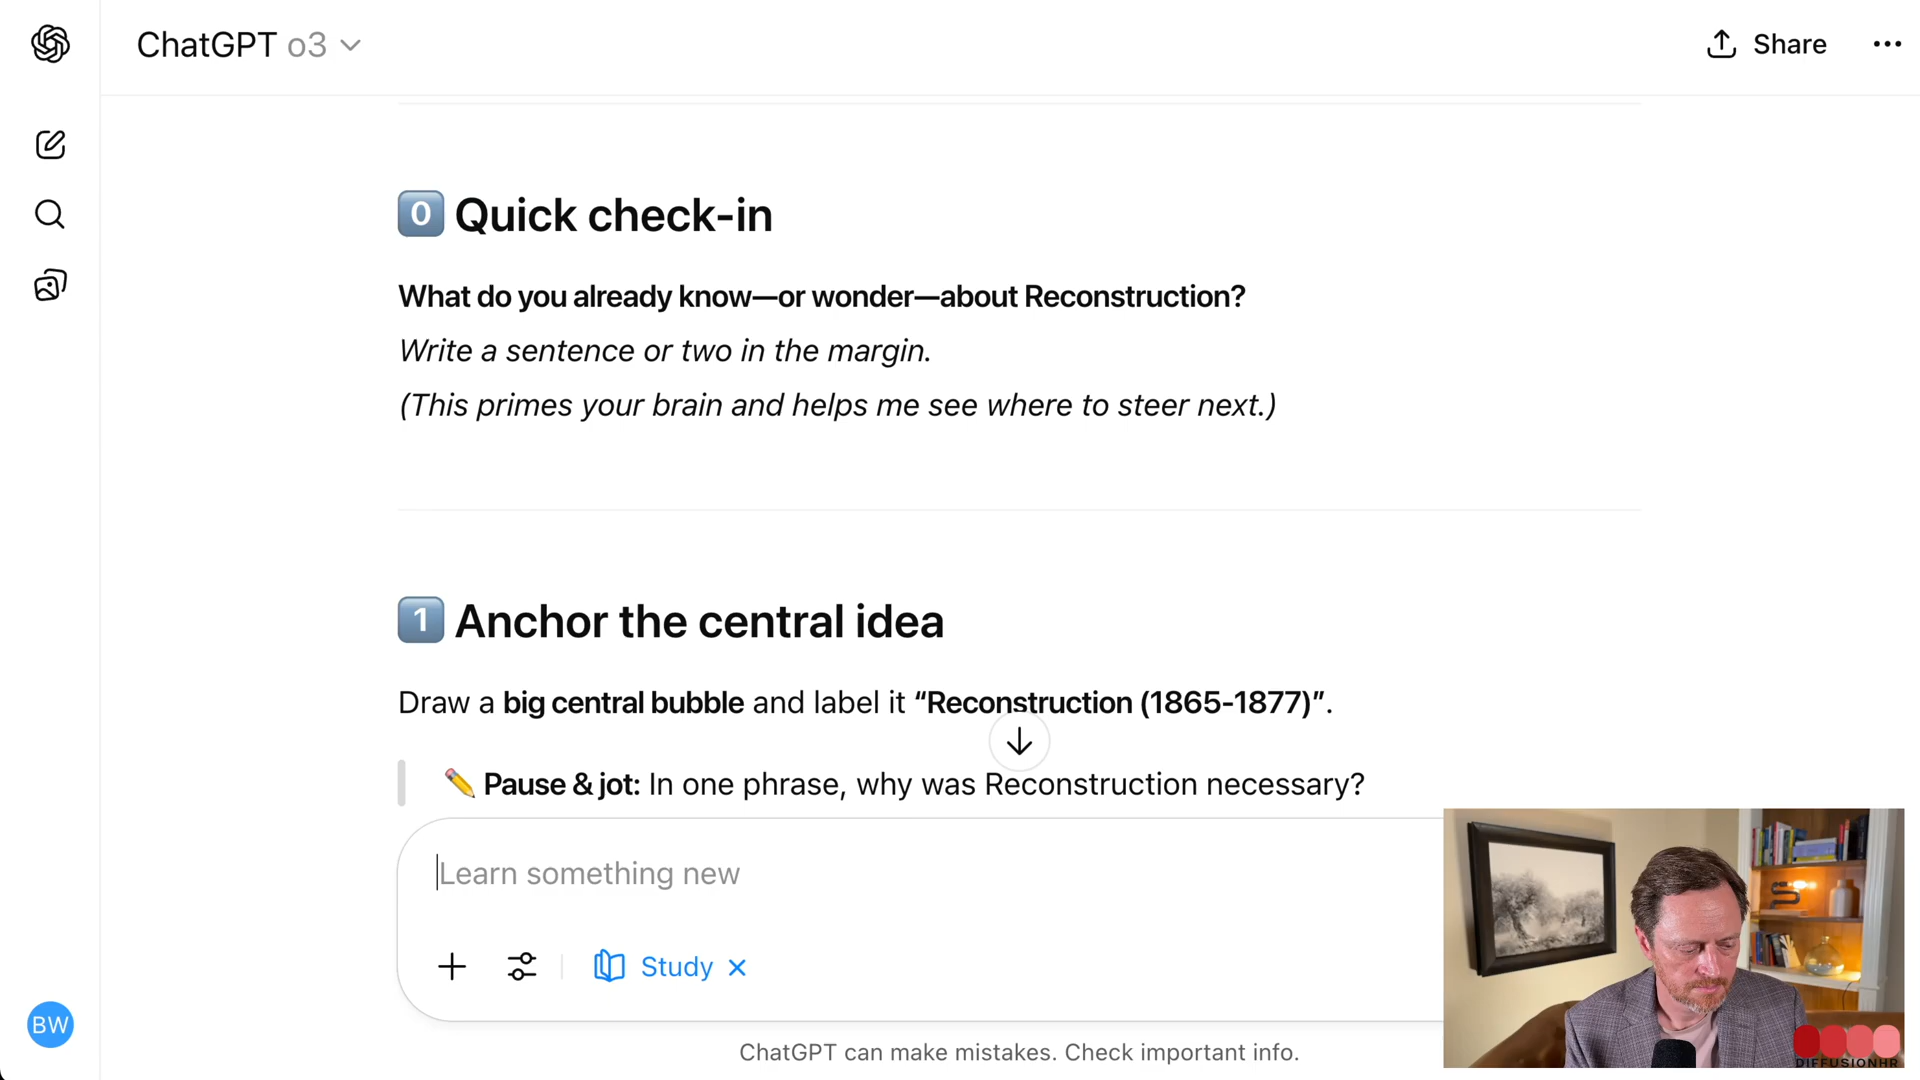 ChatGPT o3
Share
0 Quick check-in
What do you already know—or wonder—about Reconstruction?
Write a sentence or two in the margin.
(This primes your brain and helps me see where to steer next.)
1 Anchor the central idea
Draw a big central bubble and label it “Reconstruction (1865-1877)”.
Pause & jot: In one phrase, why was Reconstruction necessary?
Learn something new
Study
BW
ChatGPT can make mistakes. Check important info.
DIFFUSIONHR